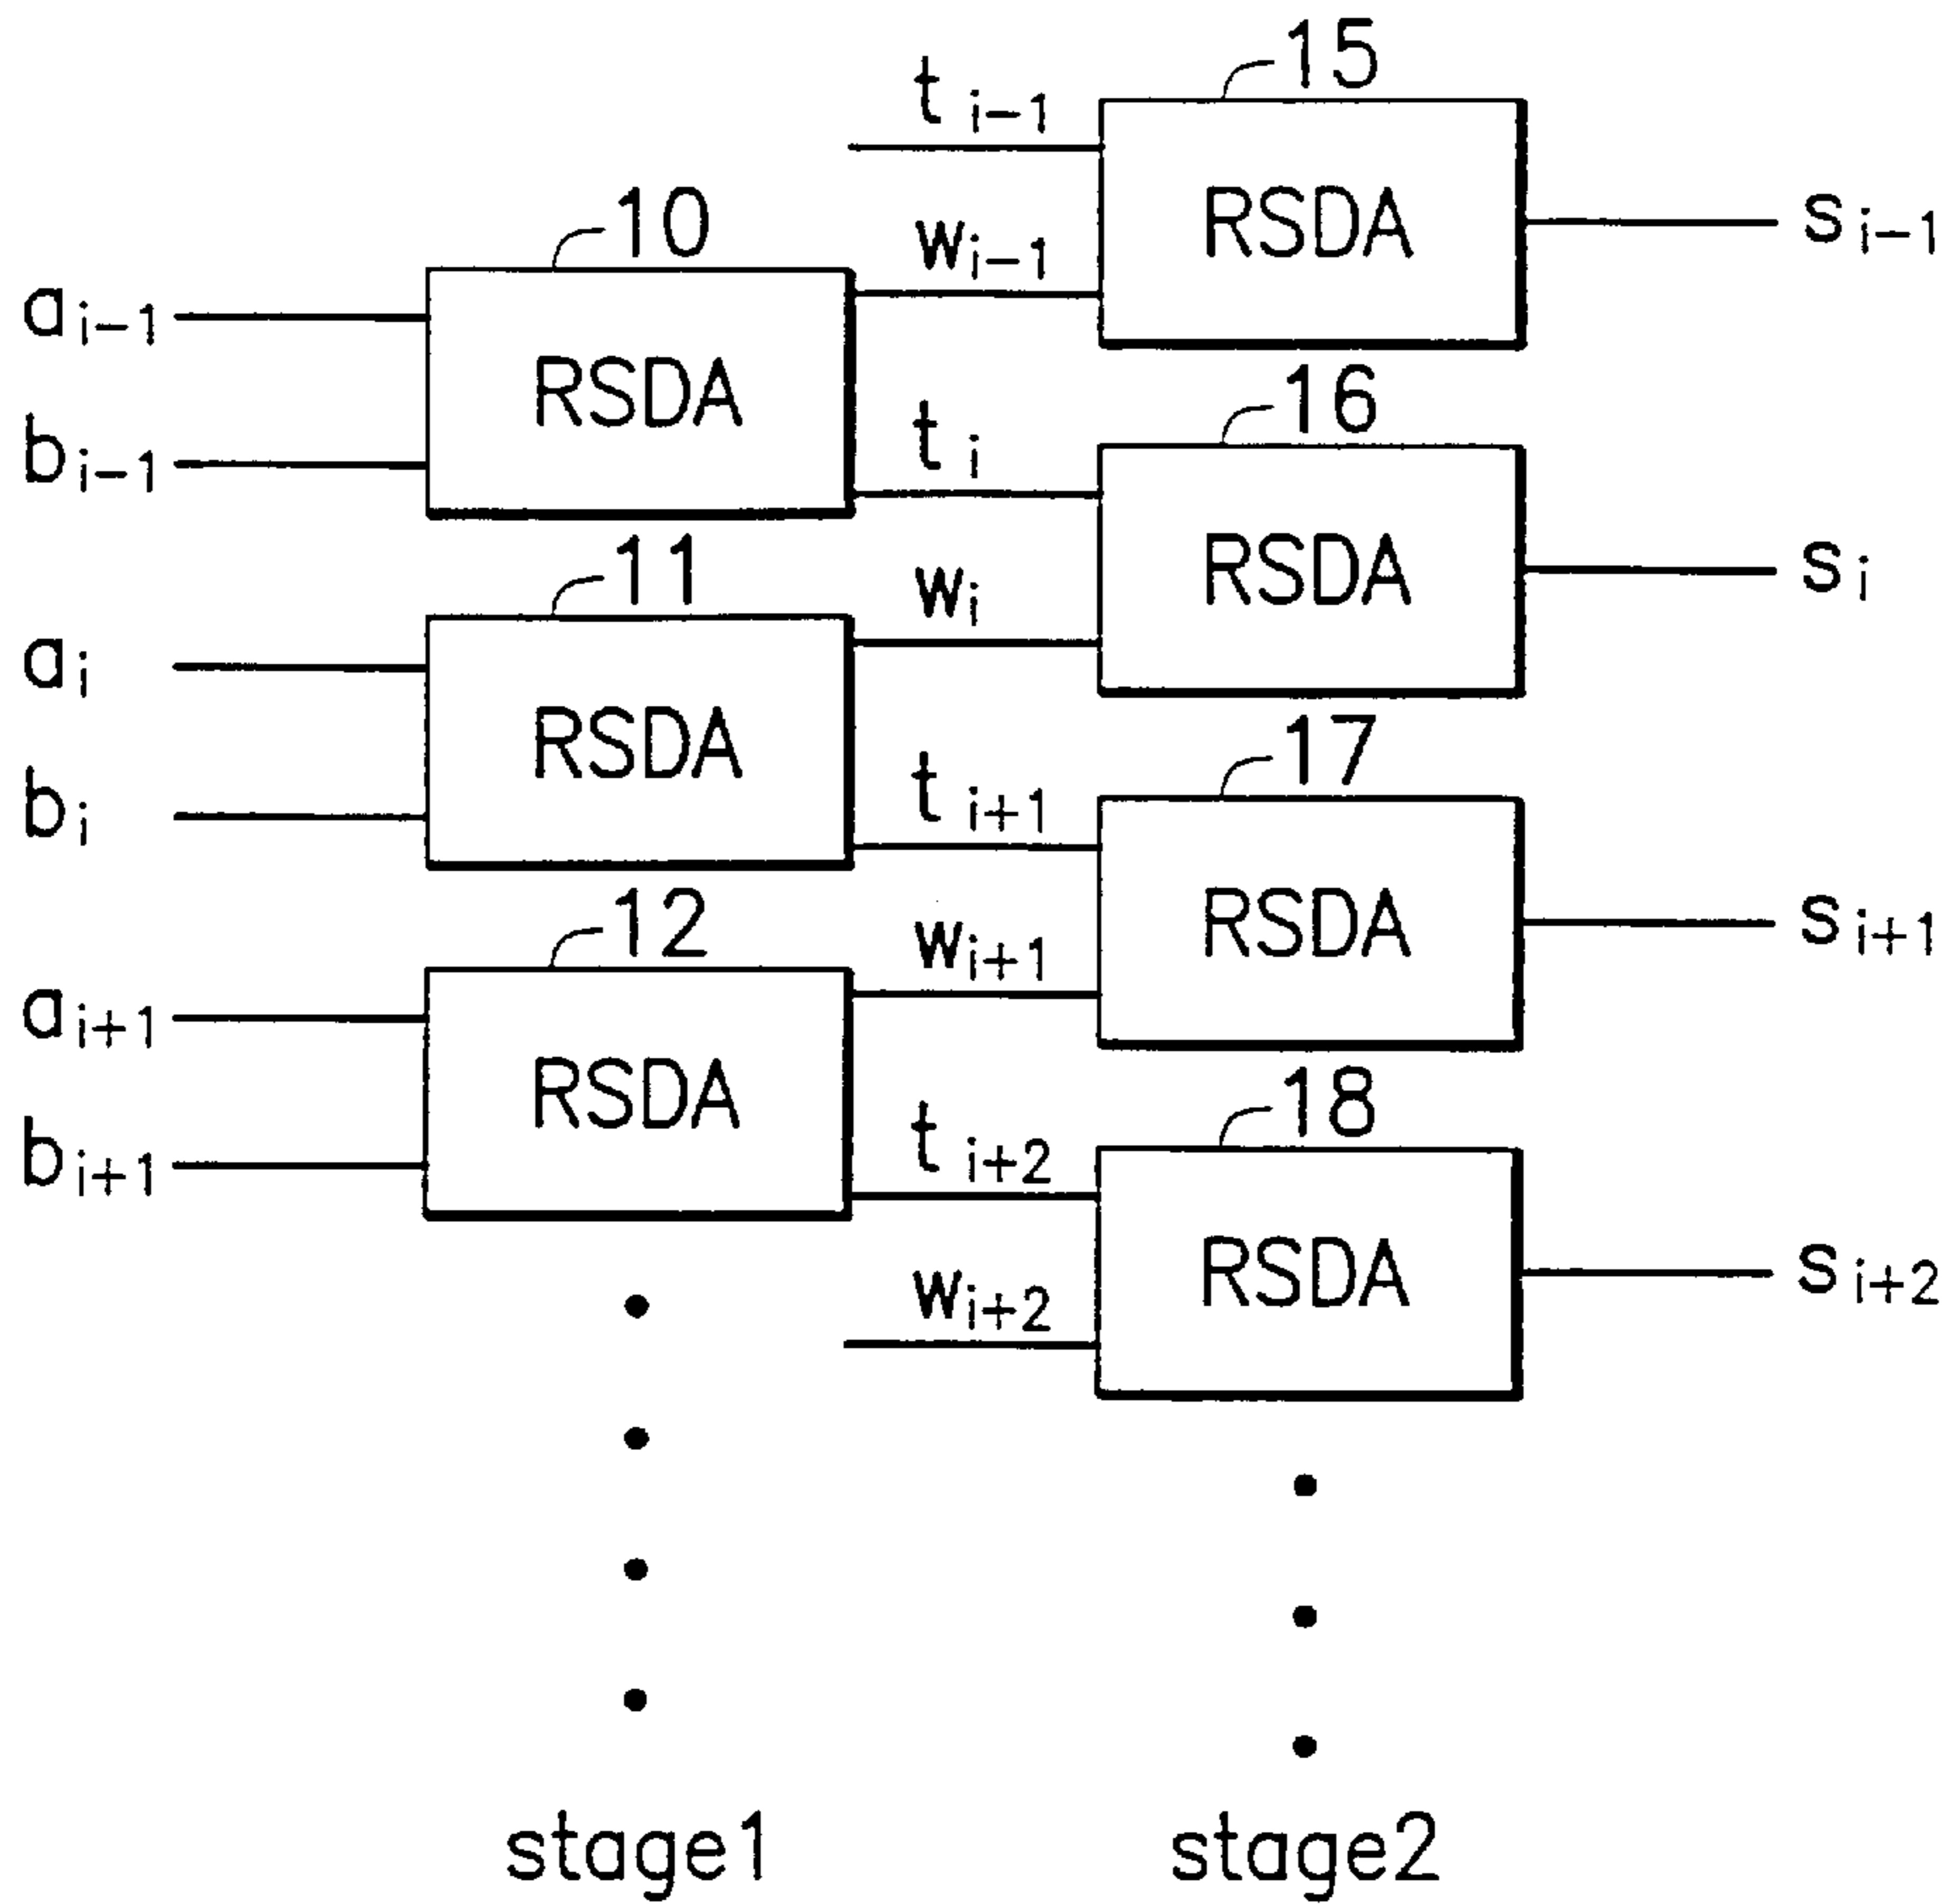 15
t i-1
RSDA
10
w i-1
s i-1
a i-1
RSDA
16
b i-1
t i
RSDA
11
w i
s i
a i
RSDA
17
b i
t i+1
RSDA
12
w i+1
s i+1
a i+1
RSDA
18
b i+1
t i+2
RSDA
w i+2
s i+2
stage1
stage2